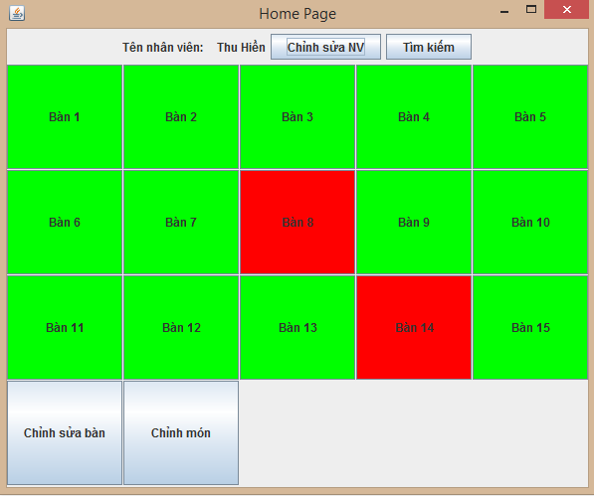 Home Page
Tên nhân viên: Thu Hiền Chỉnh sửa NV Tìm kiếm
Bàn 1 Bàn 2 Bàn 3 Bàn 4 Bàn 5
Bàn 6 Bàn 7 Bàn 8 Bàn 9 Bàn 10
Bàn 11 Bàn 12 Bàn 13 Bàn 14 Bàn 15
Chỉnh sửa bàn Chỉnh món